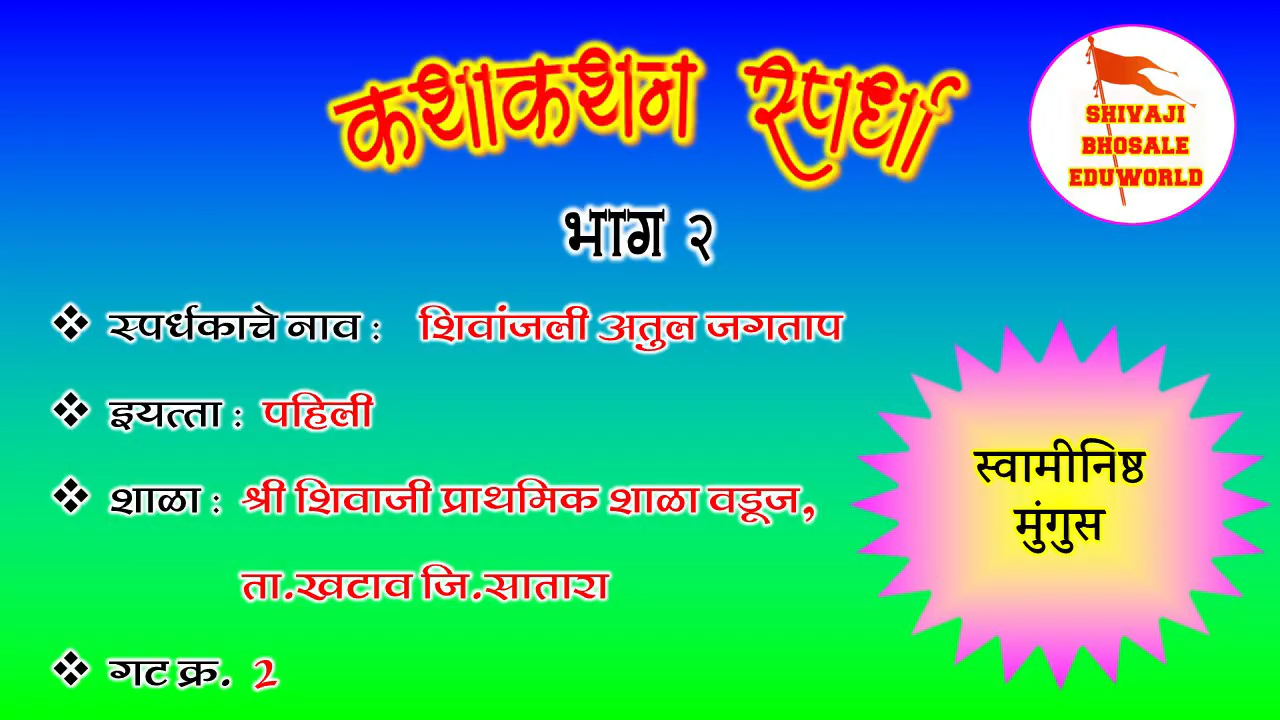 कथाकथन स्पर्धा
SHIVAJI
BHOSALE
EDUWORLD
भाग २
❖ स्पर्धकाचे नाव : शिवांजली अतुल जगताप
❖ इयत्ता : पहिली
❖ शाळा : श्री शिवाजी प्राथमिक शाळा वडूज,
ता.खटाव जि.सातारा
❖ गट क्र. 2
स्वामीनिष्ठ
मुंगुस